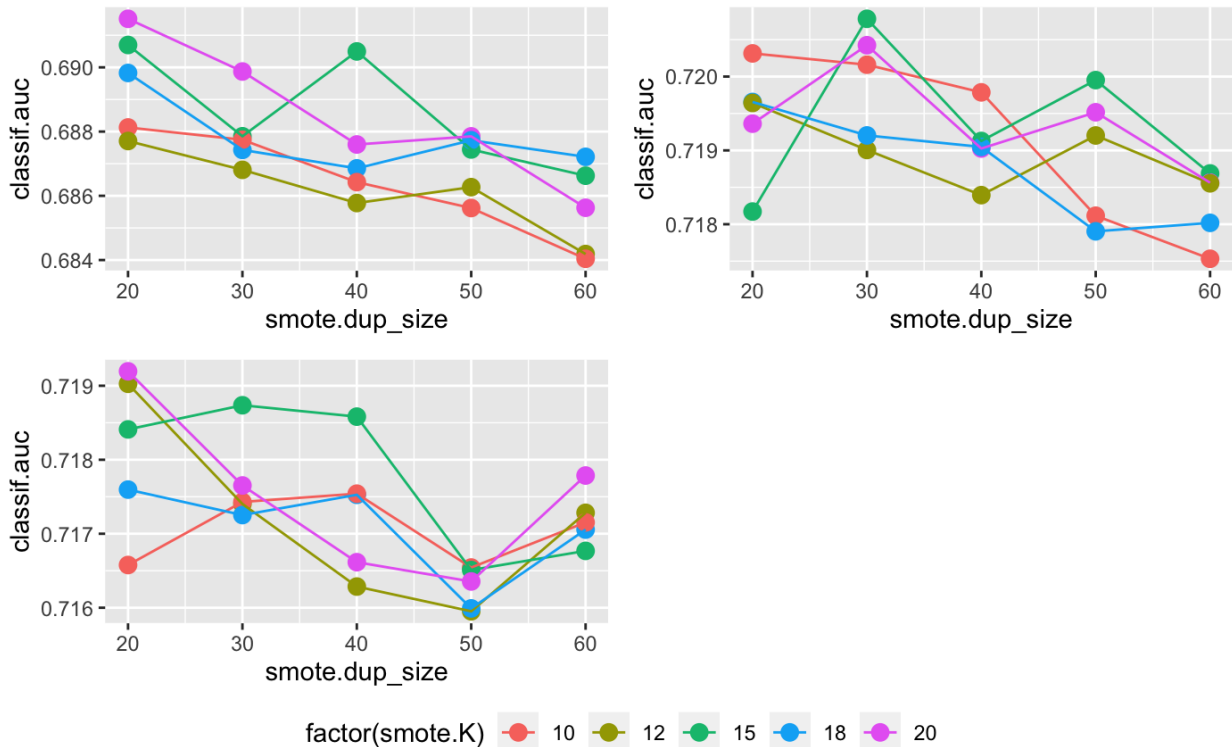 classif.auc
0.690
0.688
0.686
0.684
20 30 40 50 60
smote.dup_size
classif.auc
0.720
0.719
0.718
20 30 40 50 60
smote.dup_size
classif.auc
0.719
0.718
0.717
0.716
20 30 40 50 60
smote.dup_size
factor(smote.K) 10 12 15 18 20